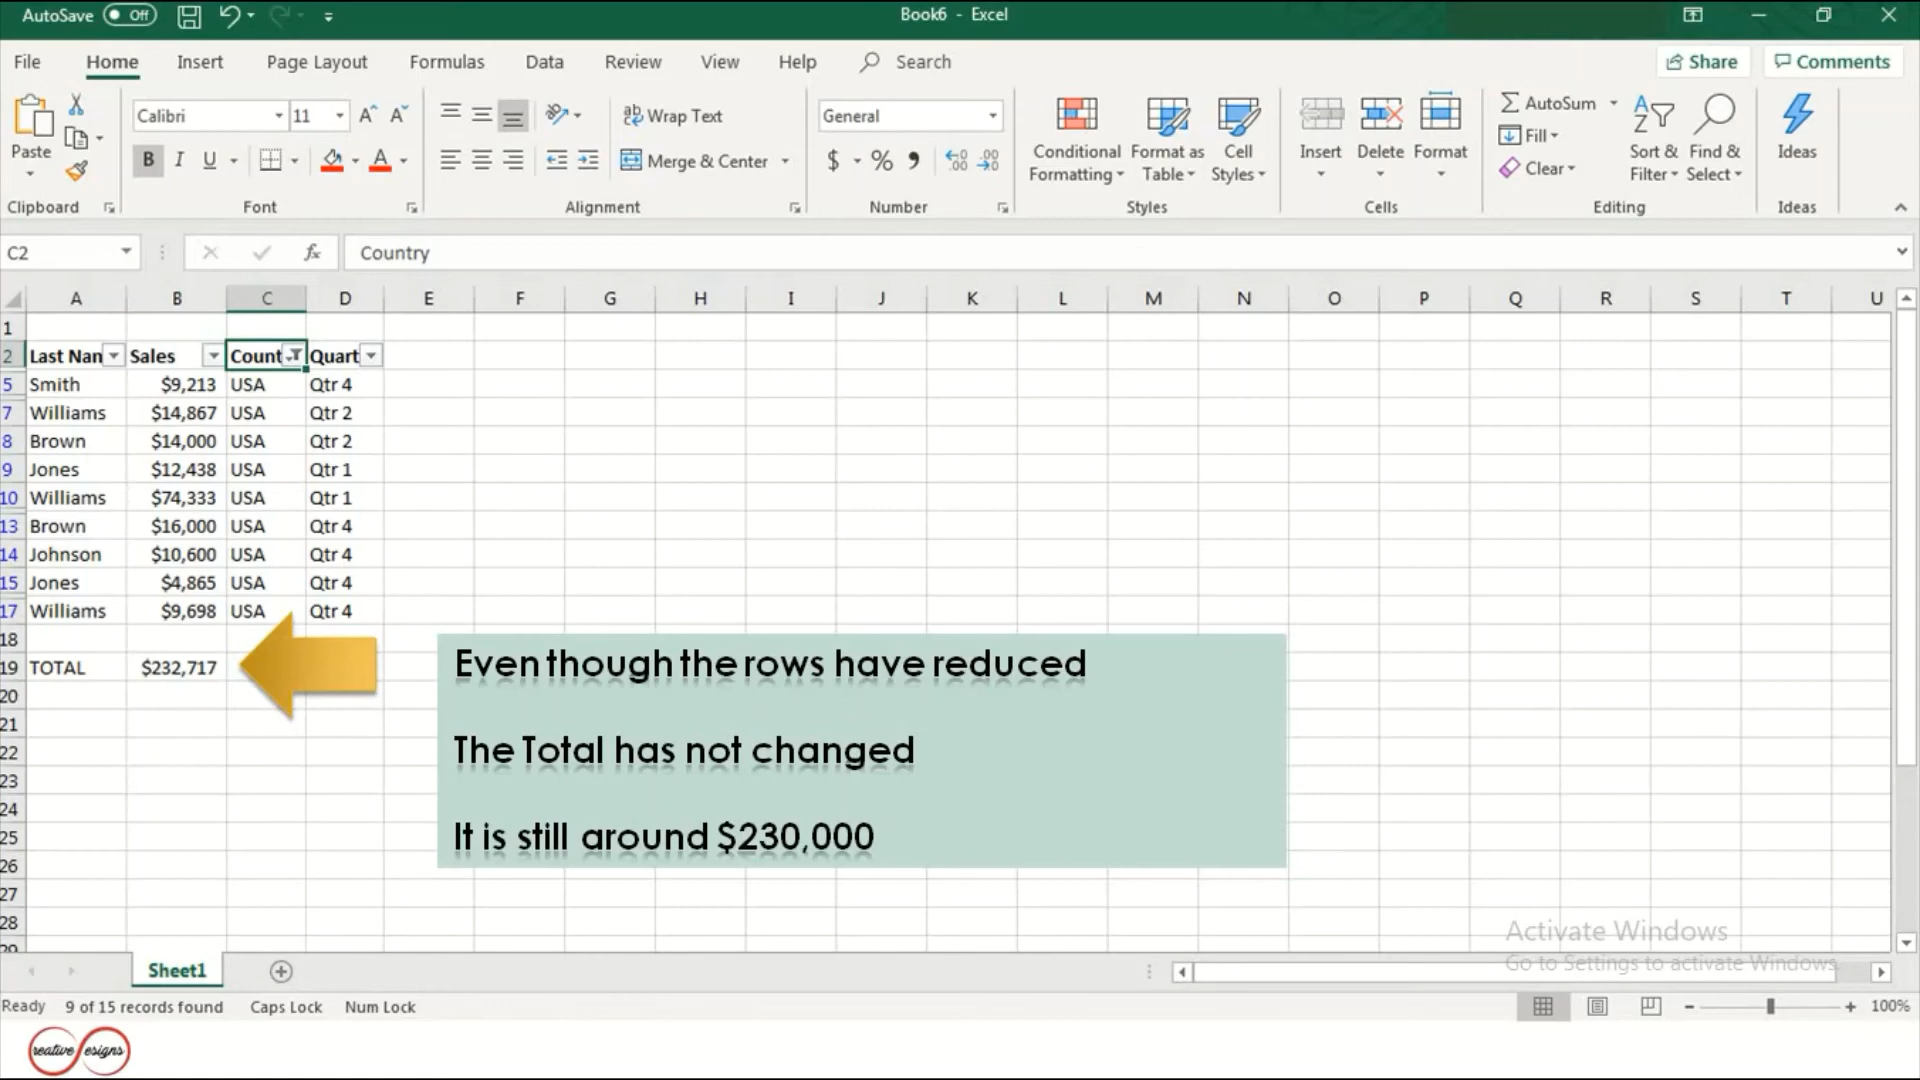 AutoSave Off Book6 - Excel
File Home Insert Page Layout Formulas Data Review View Help Search Share Comments
Paste Calibri 11 B I U Wrap Text Merge & Center General $ % Conditional Formatting Format as Table Cell Styles Insert Delete Format AutoSum Fill Clear Sort & Filter Find & Select Ideas
Clipboard Font Alignment Number Styles Cells Editing Ideas
C2 fx Country
A B C D E F G H I J K L M N O P Q R S T U
1
2 Last Nan Sales Count Quart
5 Smith $9,213 USA Qtr 4
7 Williams $14,867 USA Qtr 2
8 Brown $14,000 USA Qtr 2
9 Jones $12,438 USA Qtr 1
10 Williams $74,333 USA Qtr 1
13 Brown $16,000 USA Qtr 4
14 Johnson $10,600 USA Qtr 4
15 Jones $4,865 USA Qtr 4
17 Williams $9,698 USA Qtr 4
18
19 TOTAL $232,717
20
21
22
23
24
25
26
27
28
29
Even though the rows have reduced
The Total has not changed
It is still around $230,000
Activate Windows
Go to Settings to activate Windows.
Sheet1
Ready 9 of 15 records found Caps Lock Num Lock 100%
reative esigns